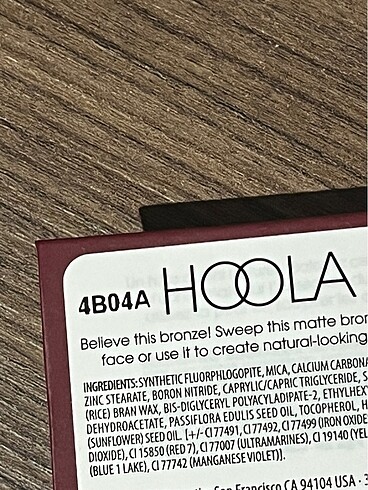 4B04A HOOLA
Believe this bronze! Sweep this matte bron
face or use it to create natural-looking
INGREDIENTS: SYNTHETIC FLUORPHLOGOPITE, MICA, CALCIUM CARBONA
ZINC STEARATE, BORON NITRIDE, CAPRYLIC/CAPRIC TRIGLYCERIDE, S
(RICE) BRAN WAX, BIS-DIGLYCERYL POLYACYLADIPATE-2, ETHYLHEX
DEHYDROACETATE, PASSIFLORA EDULIS SEED OIL, TOCOPHEROL, H
(SUNFLOWER) SEED OIL. [+/- CI 77491, CI 77492, CI 77499 (IRON OXIDE
DIOXIDE), CI 15850 (RED 7), CI 77007 (ULTRAMARINES), CI 19140 (YEL
(BLUE 1 LAKE), CI 77742 (MANGANESE VIOLET)].
San Francisco CA 94104 USA · 3